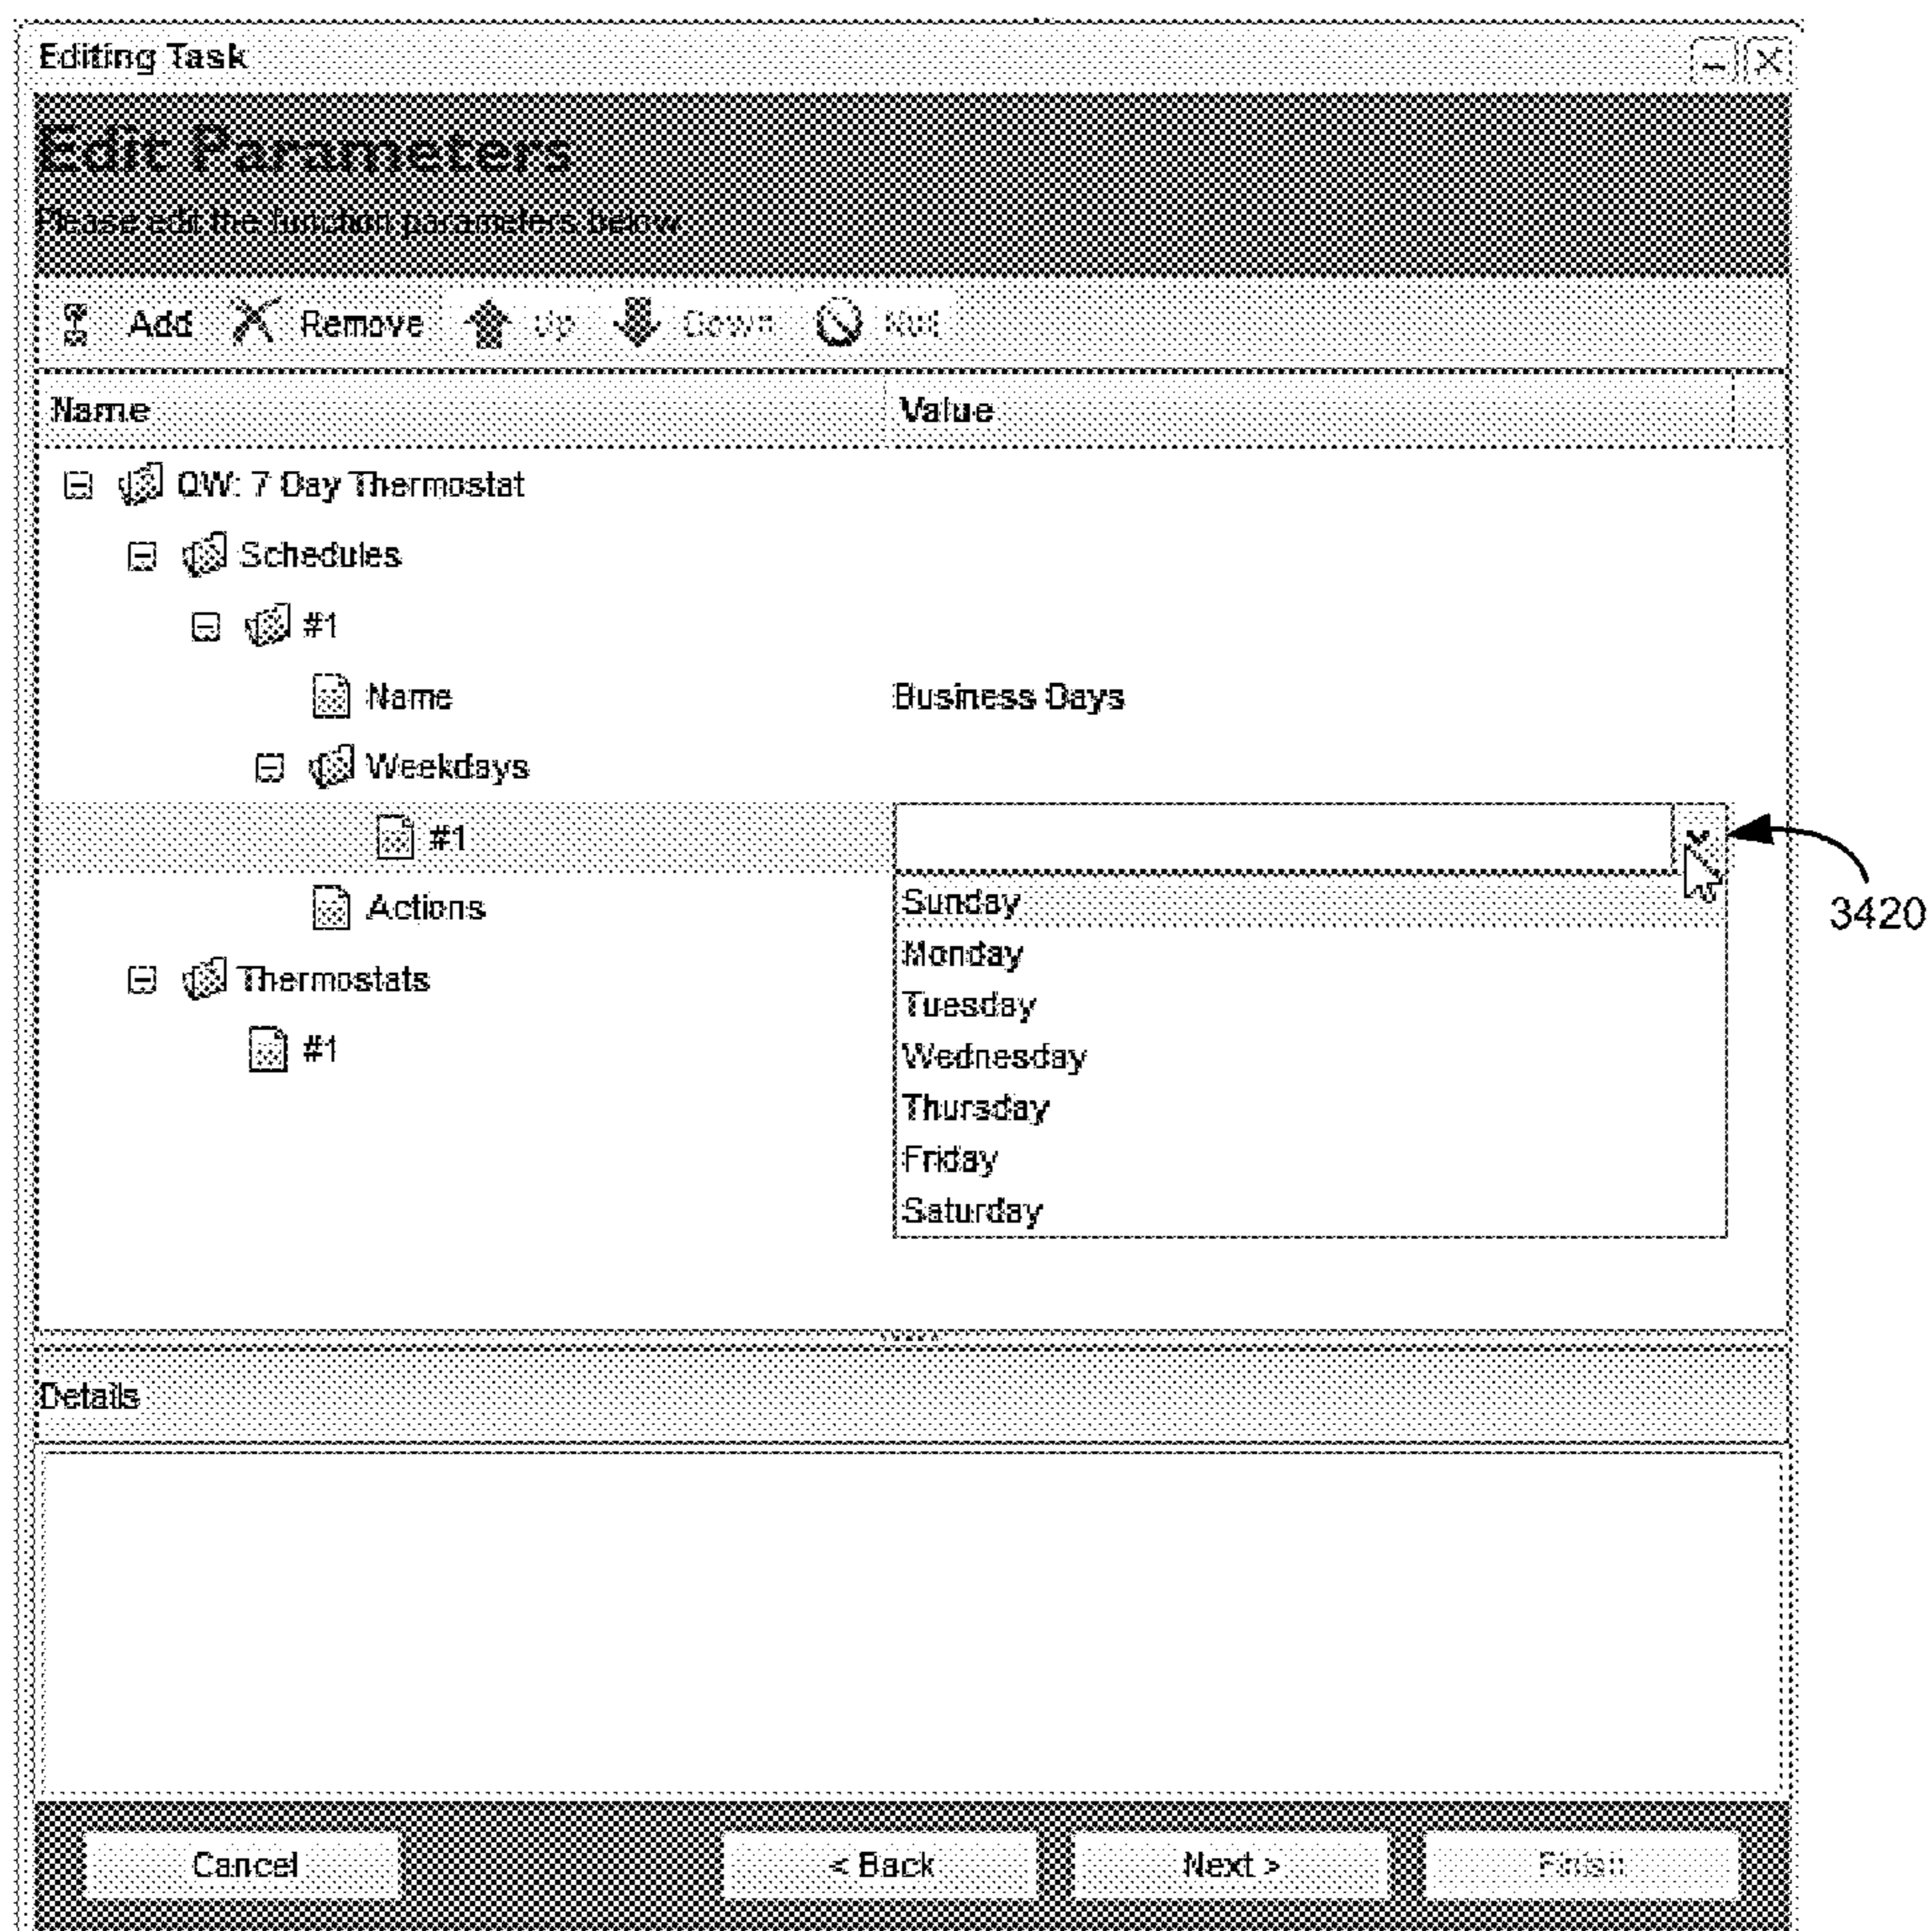 Editing Task
Edit Parameters
Please edit the function parameters below.
Add Remove Up Down Null
Name Value
QW: 7 Day Thermostat
Schedules
#1
Name Business Days
Weekdays
#1
Sunday
3420
Actions
Monday
Thermostats
Tuesday
#1
Wednesday
Thursday
Friday
Saturday
Details
Cancel < Back Next > Finish